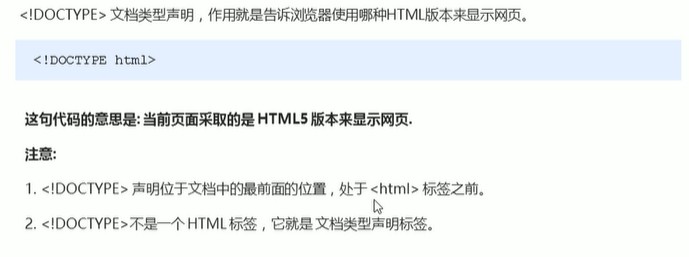 <!DOCTYPE> 文档类型声明，作用就是告诉浏览器使用哪种HTML版本来显示网页。
<!DOCTYPE html>
这句代码的意思是: 当前页面采取的是 HTML5 版本来显示网页.
注意:
1. <!DOCTYPE> 声明位于文档中的最前面的位置，处于 <html> 标签之前。
2. <!DOCTYPE>不是一个 HTML 标签，它就是 文档类型声明标签。